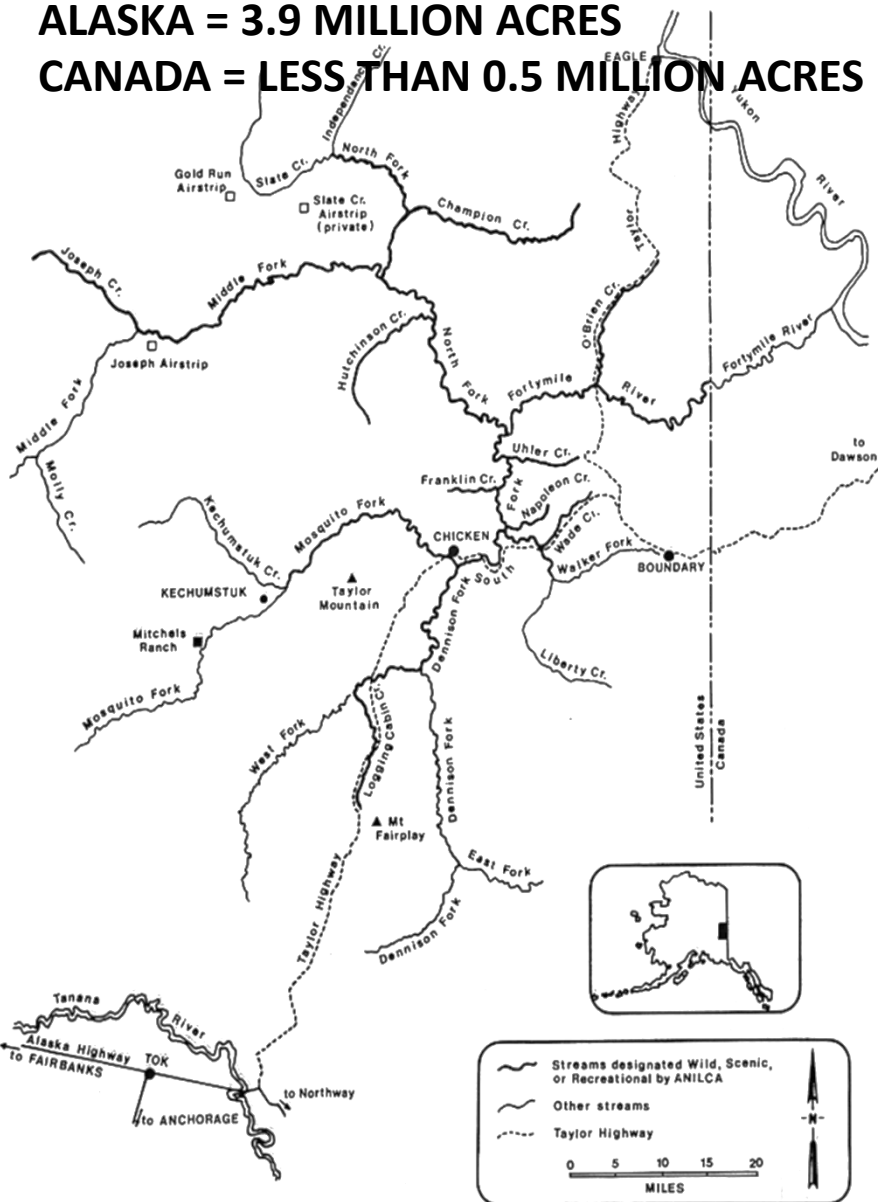 ALASKA = 3.9 MILLION ACRES
CANADA = LESS THAN 0.5 MILLION ACRES
EAGLE
Independence Cr.
Yukon
River
Highway
Taylor
North Fork
Slate Cr.
Gold Run
Airstrip
Slate Cr.
Airstrip
(private)
Champion Cr.
Joseph Cr.
Middle Fork
O'Brien Cr.
Hutchinson Cr.
North
Fork
Fortymile
River
Fortymile River
Joseph Airstrip
Middle Fork
Molly Cr.
to
Dawson
Uhler Cr.
Franklin Cr.
Fork
Napoleon Cr.
Kechumstuk Cr.
Mosquito Fork
CHICKEN
Wade Cr.
Walker Fork
BOUNDARY
South
KECHUMSTUK
Taylor
Mountain
Dennison Fork
Mitchels
Ranch
Liberty Cr.
Mosquito Fork
West Fork
Logging Cabin Cr.
Dennison Fork
United States
Canada
Mt
Fairplay
East Fork
Taylor Highway
Dennison Fork
Tanana
River
Alaska Highway
to FAIRBANKS
TOK
to Northway
to ANCHORAGE
Streams designated Wild, Scenic,
or Recreational by ANILCA
Other streams
Taylor Highway
N
0 5 10 15 20
MILES